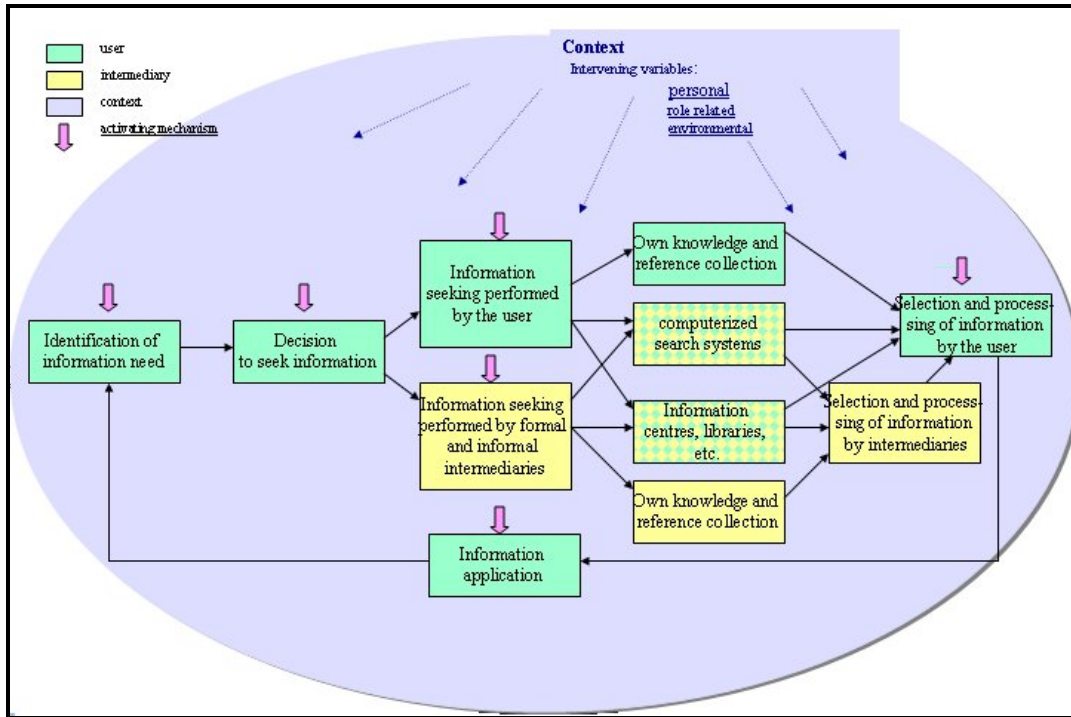 user
intermediary
context
activating mechanism
Context
Intervening variables:
personal
role related
environmental
Identification of
information need
Decision
to seek information
Information
seeking performed
by the user
Information seeking
performed by formal
and informal
intermediaries
Own knowledge and
reference collection
computerized
search systems
Information
centres, libraries,
etc.
Own knowledge and
reference collection
Selection and process-
sing of information
by the user
Selection and process-
sing of information
by intermediaries
Information
application